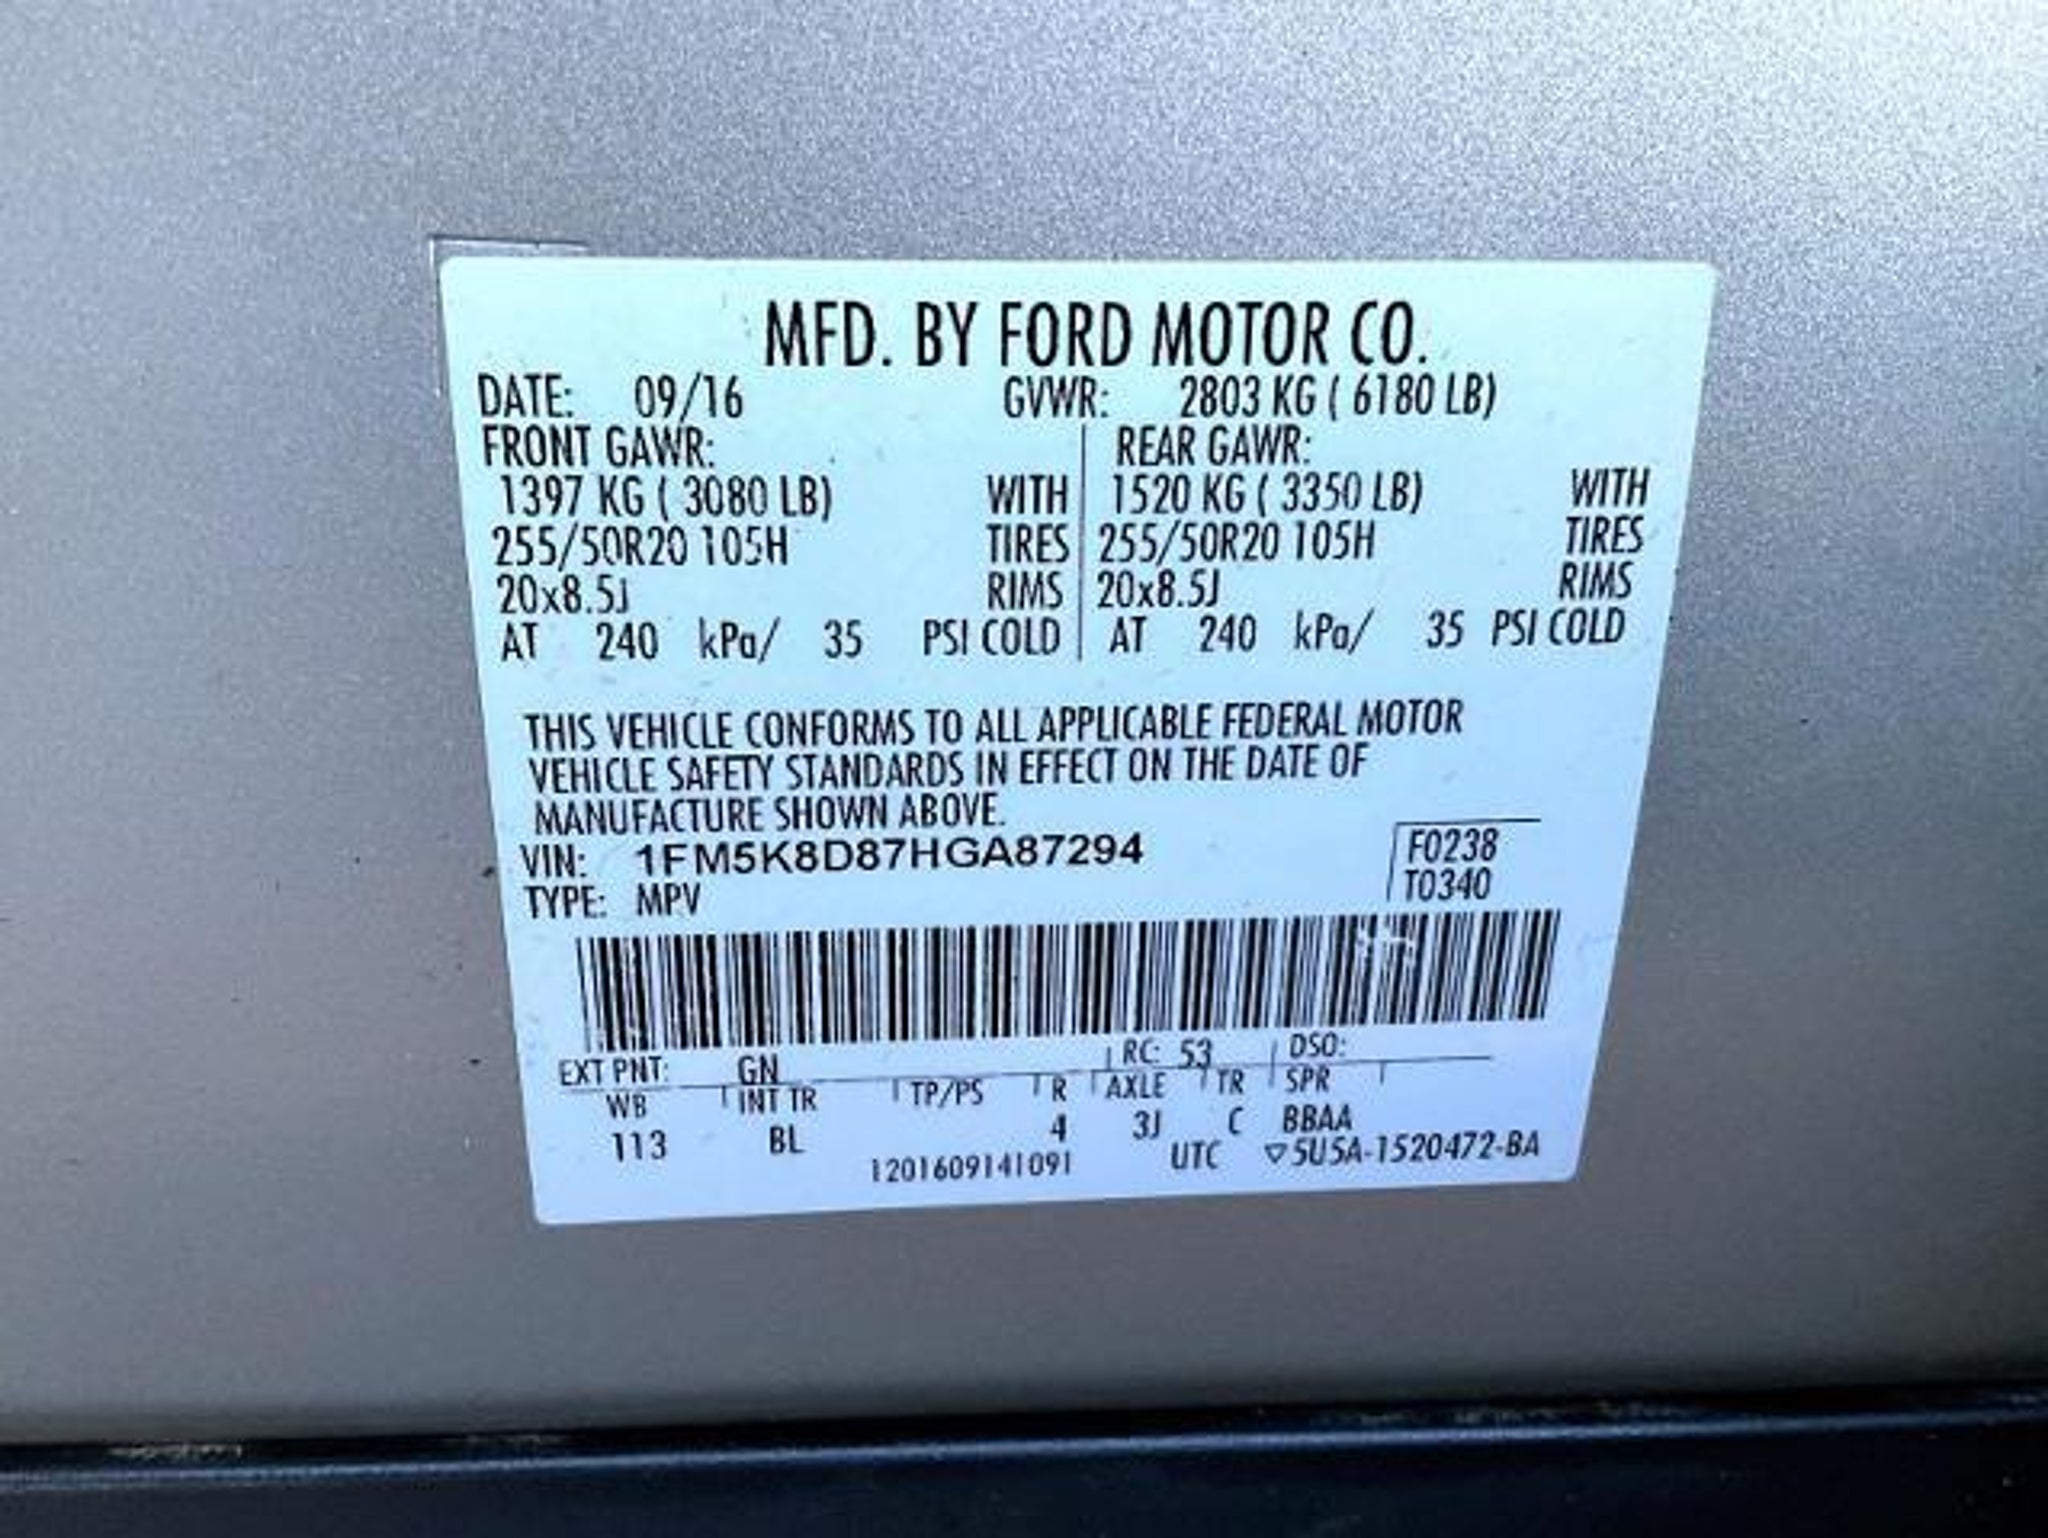 MFD. BY FORD MOTOR CO.
DATE: 09/16 GVWR: 2803 KG ( 6180 LB)
FRONT GAWR: REAR GAWR:
1397 KG ( 3080 LB) WITH 1520 KG ( 3350 LB) WITH
255/50R20 105H TIRES 255/50R20 105H TIRES
20x8.5J RIMS 20x8.5J RIMS
AT 240 kPa/ 35 PSI COLD AT 240 kPa/ 35 PSI COLD
THIS VEHICLE CONFORMS TO ALL APPLICABLE FEDERAL MOTOR
VEHICLE SAFETY STANDARDS IN EFFECT ON THE DATE OF
MANUFACTURE SHOWN ABOVE.
VIN: 1FM5K8D87HGA87294 F0238
TYPE: MPV T0340
EXT PNT: GN RC: 53 DSO:
WB INT TR TP/PS R AXLE TR SPR
113 BL 4 3J C BBAA
1201609141091 UTC ▽5U5A-1520472-BA